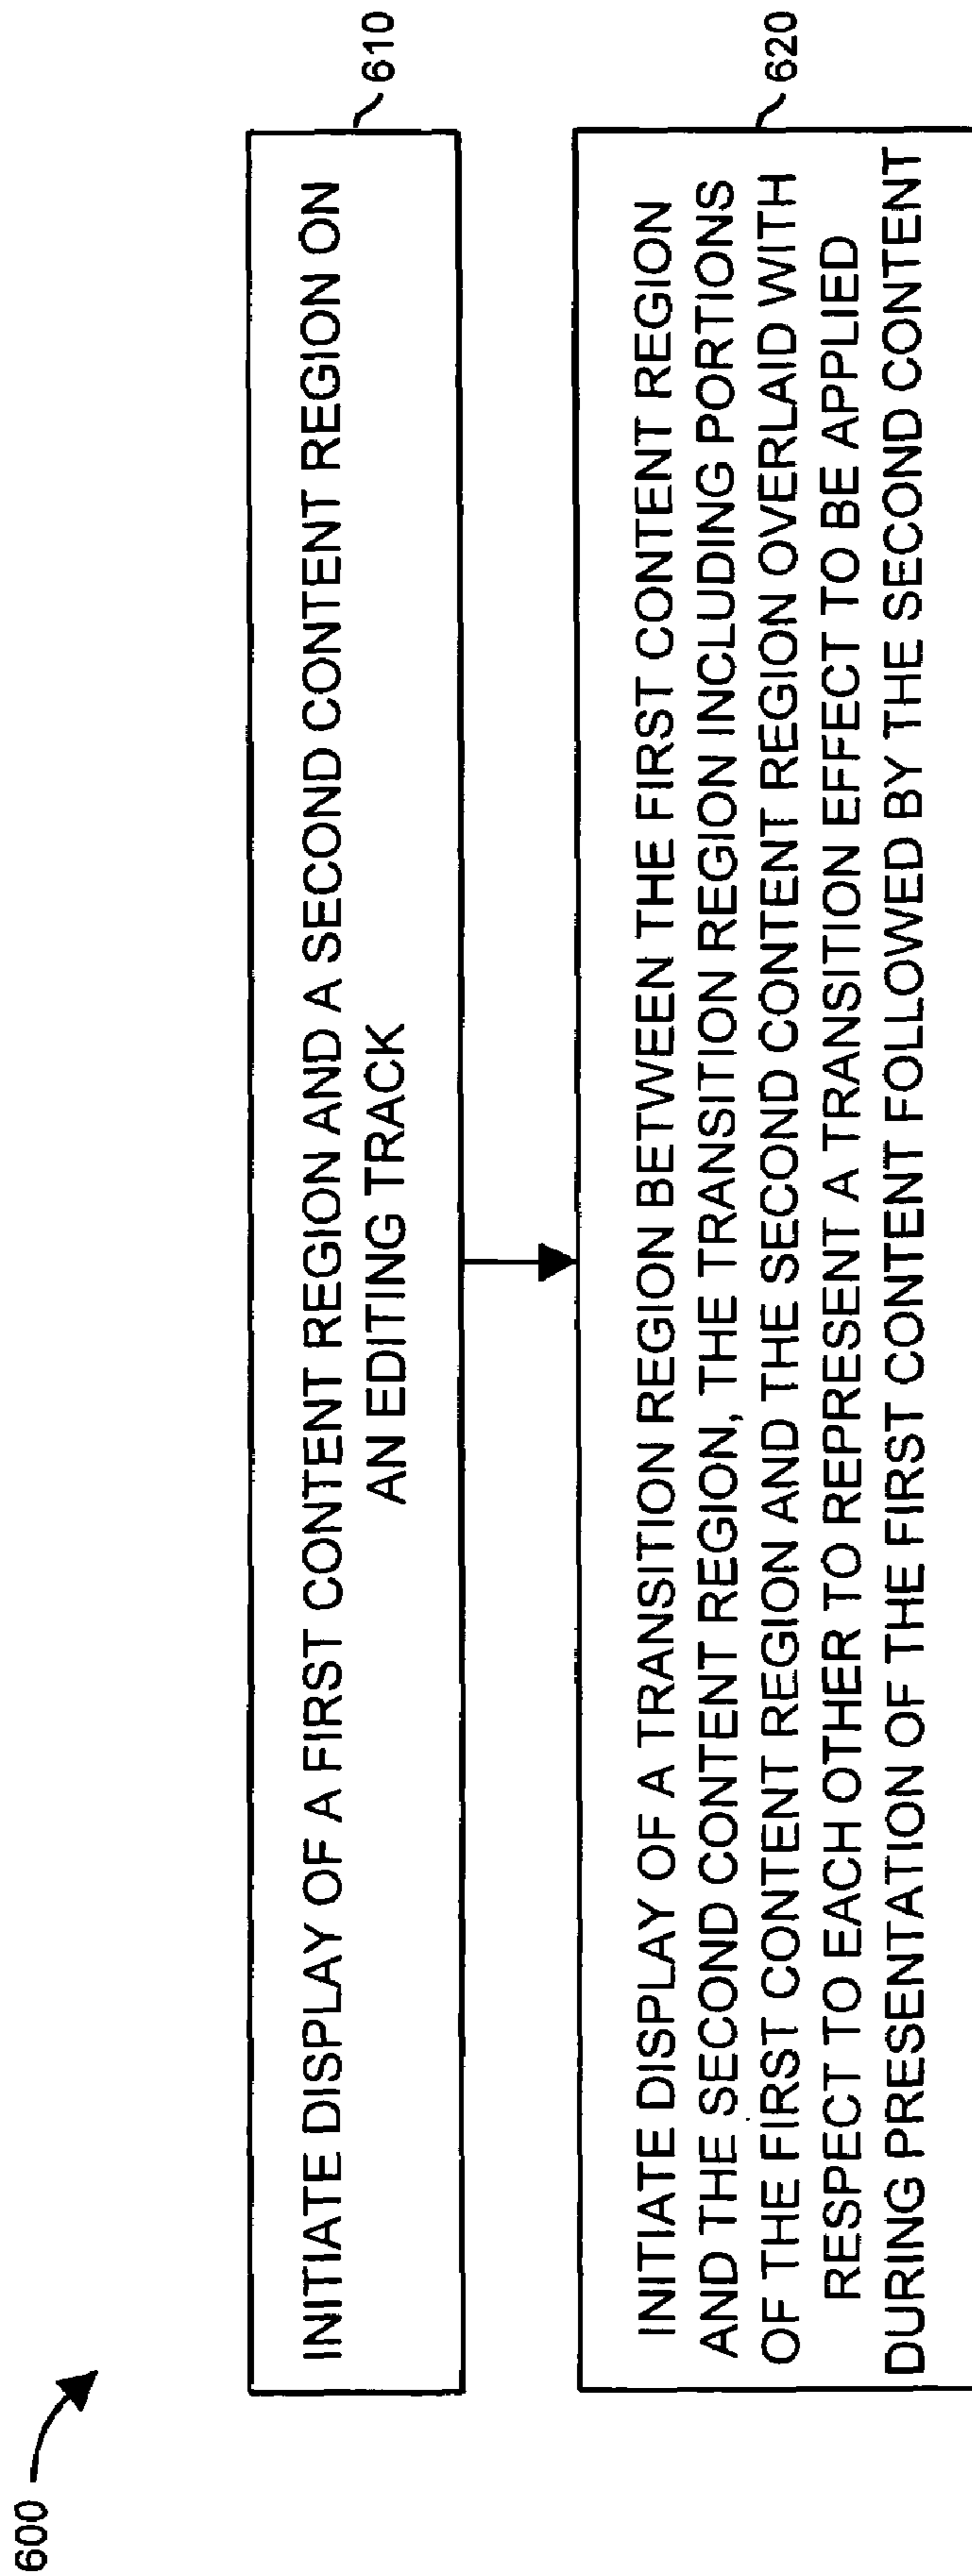 600
INITIATE DISPLAY OF A FIRST CONTENT REGION AND A SECOND CONTENT REGION ON
AN EDITING TRACK
610
INITIATE DISPLAY OF A TRANSITION REGION BETWEEN THE FIRST CONTENT REGION
AND THE SECOND CONTENT REGION, THE TRANSITION REGION INCLUDING PORTIONS
OF THE FIRST CONTENT REGION AND THE SECOND CONTENT REGION OVERLAID WITH
RESPECT TO EACH OTHER TO REPRESENT A TRANSITION EFFECT TO BE APPLIED
DURING PRESENTATION OF THE FIRST CONTENT FOLLOWED BY THE SECOND CONTENT
620